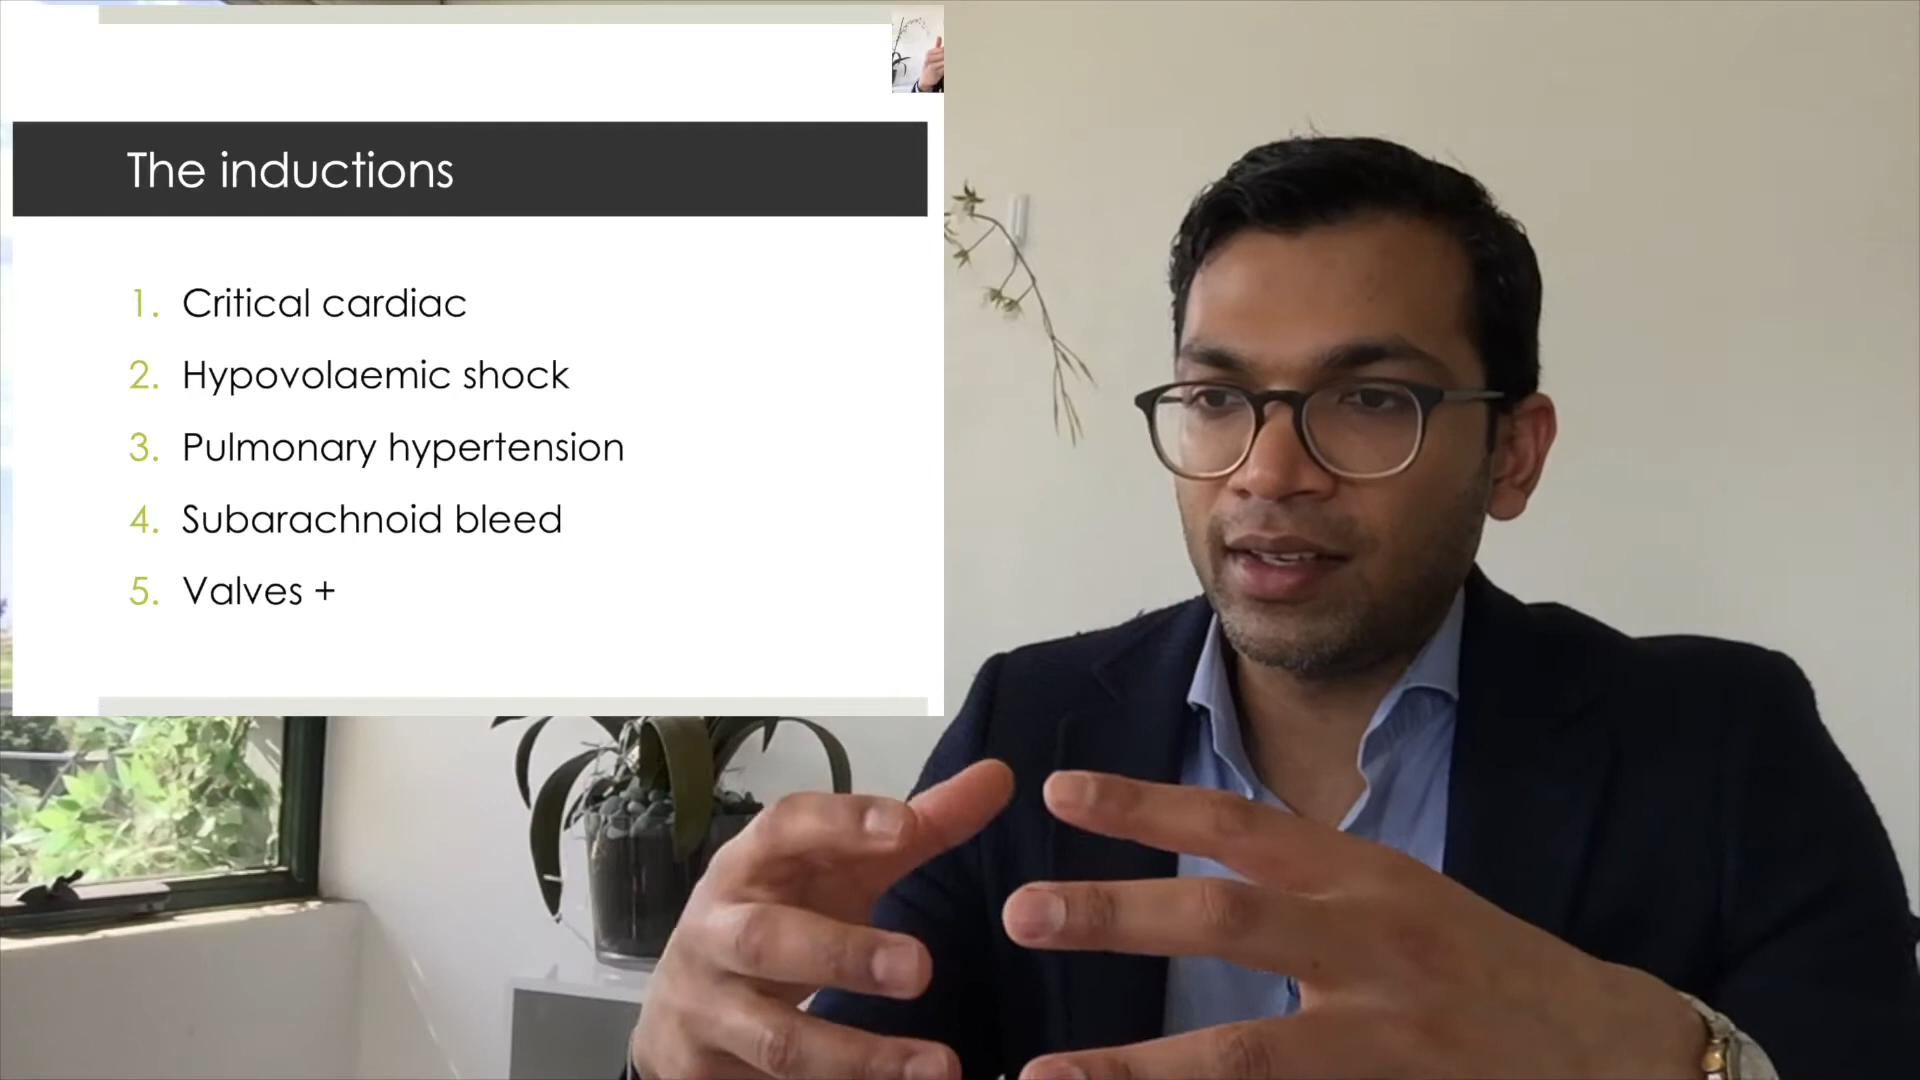 The inductions
1. Critical cardiac
2. Hypovolaemic shock
3. Pulmonary hypertension
4. Subarachnoid bleed
5. Valves +